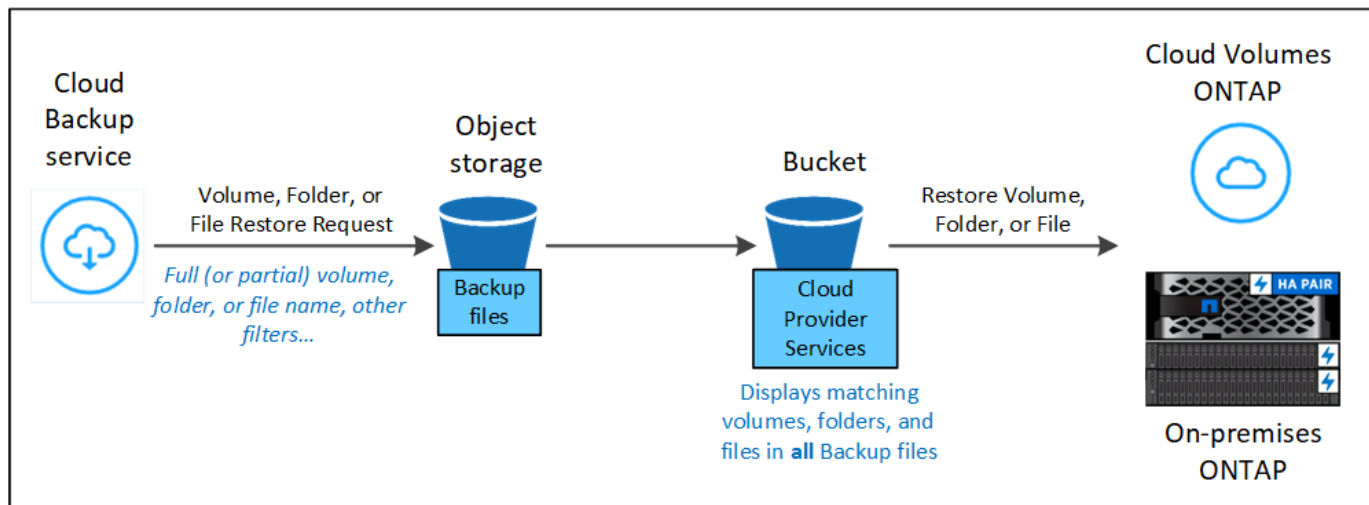 Cloud
Backup
service
Volume, Folder, or
File Restore Request
Full (or partial) volume,
folder, or file name, other
filters...
Object
storage
Backup
files
Bucket
Cloud
Provider
Services
Displays matching
volumes, folders, and
files in all Backup files
Restore Volume,
Folder, or File
Cloud Volumes
ONTAP
HA PAIR
On-premises
ONTAP